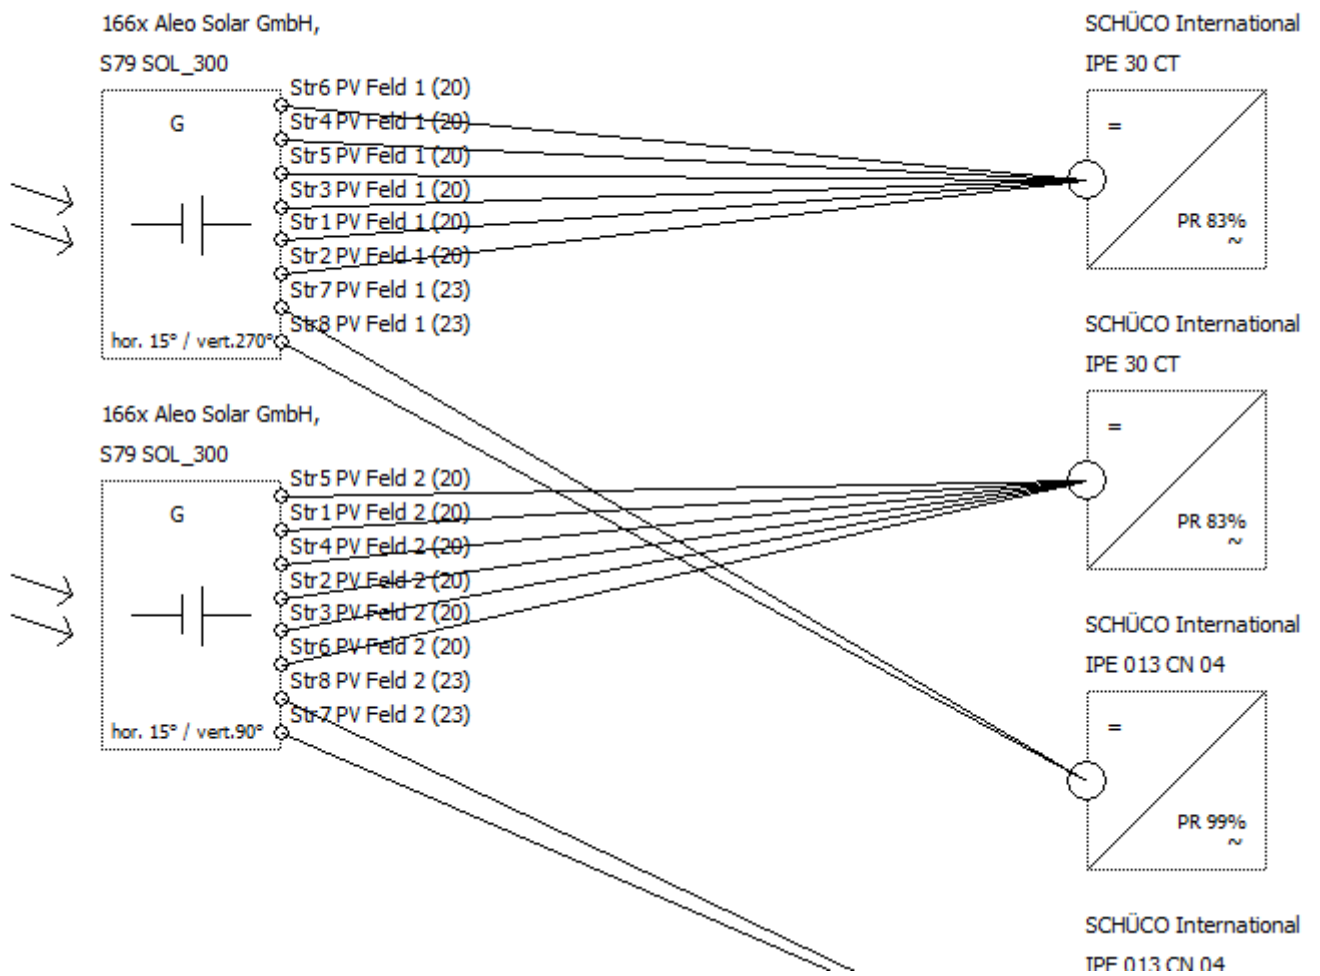 166x Aleo Solar GmbH,
S79 SOL_300
G
hor. 15° / vert.270°
Str6 PV Feld 1 (20)
Str4 PV Feld 1 (20)
Str5 PV Feld 1 (20)
Str3 PV Feld 1 (20)
Str1 PV Feld 1 (20)
Str2 PV Feld 1 (20)
Str7 PV Feld 1 (23)
Str8 PV Feld 1 (23)
SCHÜCO International
IPE 30 CT
=
PR 83%
~
166x Aleo Solar GmbH,
S79 SOL_300
G
hor. 15° / vert.90°
Str5 PV Feld 2 (20)
Str1 PV Feld 2 (20)
Str4 PV Feld 2 (20)
Str2 PV Feld 2 (20)
Str3 PV Feld 2 (20)
Str6 PV Feld 2 (20)
Str8 PV Feld 2 (23)
Str7 PV Feld 2 (23)
SCHÜCO International
IPE 30 CT
=
PR 83%
~
SCHÜCO International
IPE 013 CN 04
=
PR 99%
~
SCHÜCO International
IPE 013 CN 04